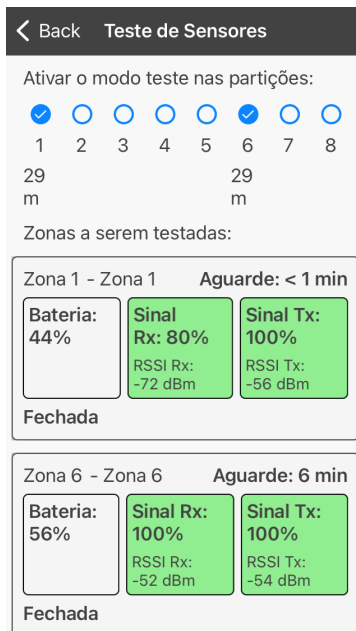 Back Teste de Sensores
Ativar o modo teste nas partições:
1 2 3 4 5 6 7 8
29 29
m m
Zonas a serem testadas:
Zona 1 - Zona 1 Aguarde: < 1 min
Bateria: Sinal Sinal Tx:
44% Rx: 80% 100%
RSSI Rx: RSSI Tx:
-72 dBm -56 dBm
Fechada
Zona 6 - Zona 6 Aguarde: 6 min
Bateria: Sinal Rx: Sinal Tx:
56% 100% 100%
RSSI Rx: RSSI Tx:
-52 dBm -54 dBm
Fechada